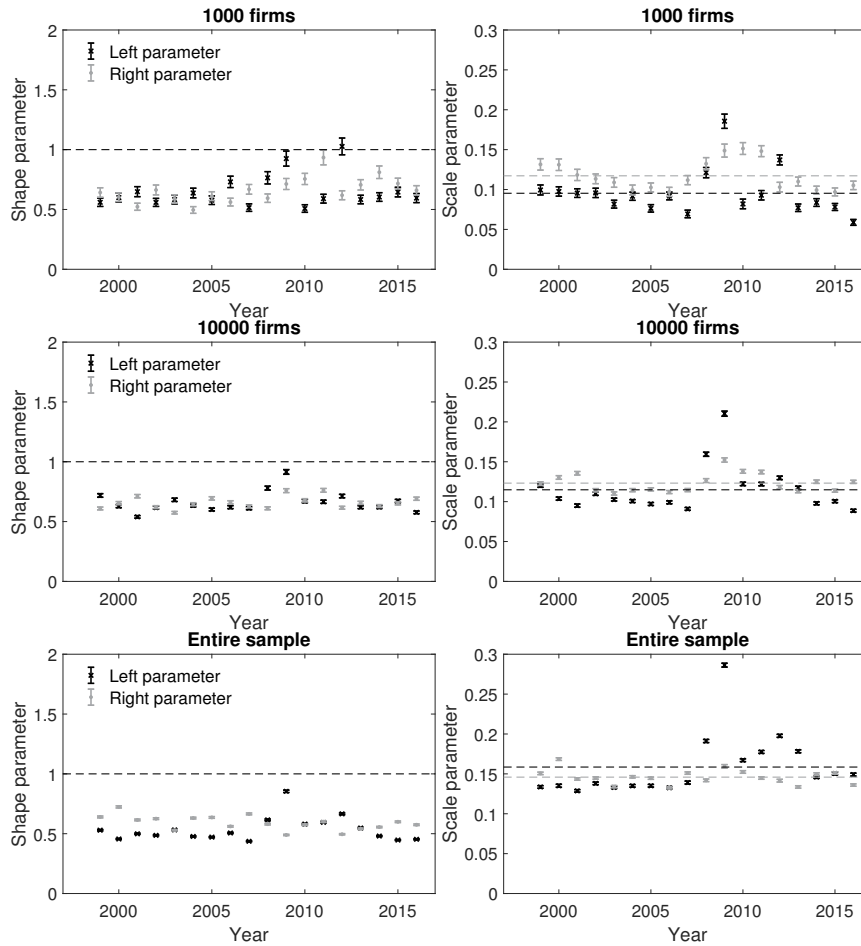 1000 firms
2
1.5
1
0.5
0
Shape parameter
Left parameter
Right parameter
2000 2005 2010 2015
Year
1000 firms
0.3
0.25
0.2
0.15
0.1
0.05
0
Scale parameter
2000 2005 2010 2015
Year
10000 firms
2
1.5
1
0.5
0
Shape parameter
Left parameter
Right parameter
2000 2005 2010 2015
Year
10000 firms
0.3
0.25
0.2
0.15
0.1
0.05
0
Scale parameter
2000 2005 2010 2015
Year
Entire sample
2
1.5
1
0.5
0
Shape parameter
Left parameter
Right parameter
2000 2005 2010 2015
Year
Entire sample
0.3
0.25
0.2
0.15
0.1
0.05
0
Scale parameter
2000 2005 2010 2015
Year